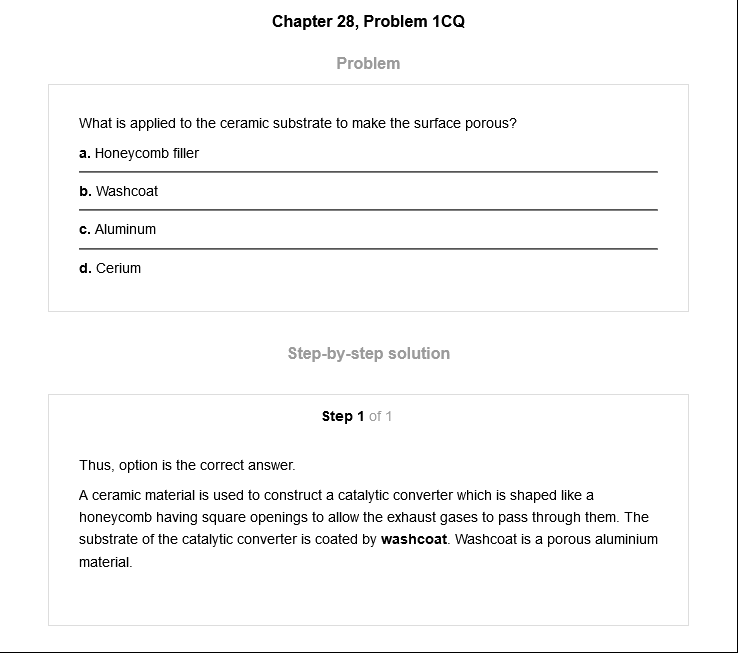 Chapter 28, Problem 1CQ
Problem
What is applied to the ceramic substrate to make the surface porous?
a. Honeycomb filler
b. Washcoat
c. Aluminum
d. Cerium
Step-by-step solution
Step 1 of 1
Thus, option is the correct answer.
A ceramic material is used to construct a catalytic converter which is shaped like a
honeycomb having square openings to allow the exhaust gases to pass through them. The
substrate of the catalytic converter is coated by washcoat. Washcoat is a porous aluminium
material.